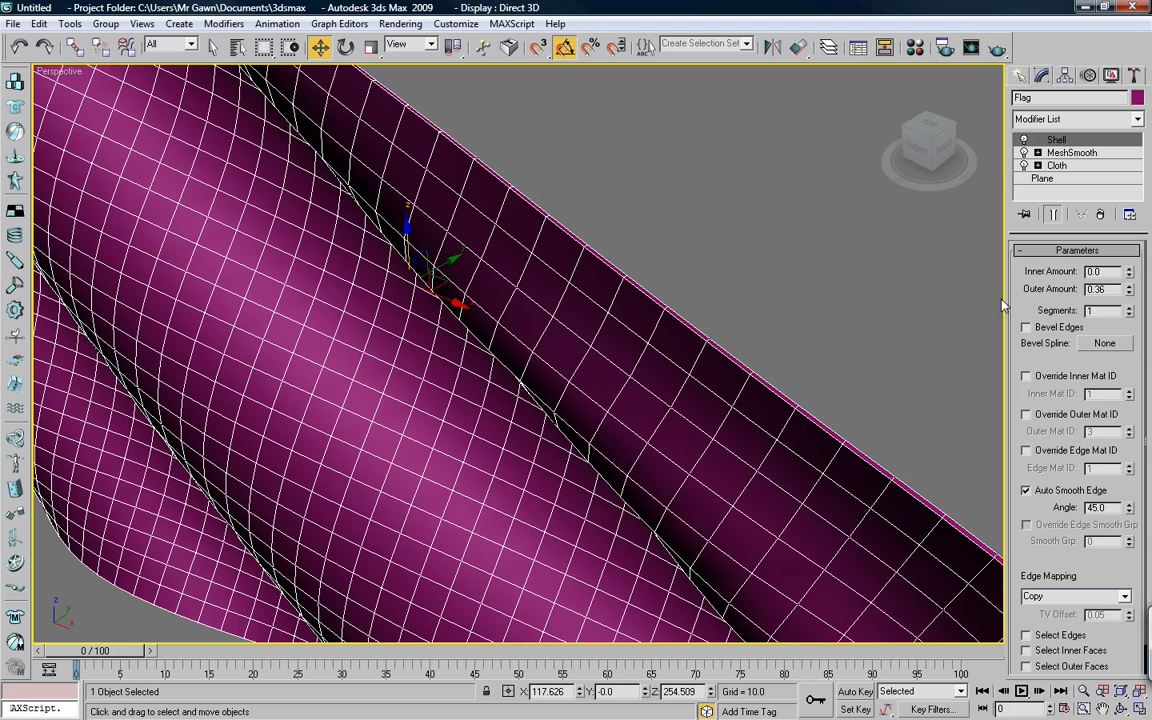 Untitled - Project Folder: C:\Users\Mr Gawn\Documents\3dsmax - Autodesk 3ds Max 2009 - Display : Direct 3D
File Edit Tools Group Views Create Modifiers Animation Graph Editors Rendering Customize MAXScript Help
All View 3 Create Selection Set
Perspective
TOP
FRONT
Flag
Modifier List
Shell
MeshSmooth
Cloth
Plane
Parameters
Inner Amount: 0.0
Outer Amount: 0.36
Segments: 1
Bevel Edges
Bevel Spline: None
Override Inner Mat ID
Inner Mat ID: 1
Override Outer Mat ID
Outer Mat ID: 3
Override Edge Mat ID
Edge Mat ID: 1
Auto Smooth Edge
Angle: 45.0
Override Edge Smooth Grp
Smooth Grp: 0
Edge Mapping
Copy
TV Offset: 0.05
Select Edges
Select Inner Faces
Select Outer Faces
z
z y x
0 / 100
0 5 10 15 20 25 30 35 40 45 50 55 60 65 70 75 80 85 90 95 100
1 Object Selected X: 117.626 Y: -0.0 Z: 254.509 Grid = 10.0 Auto Key Selected
AXScript. Click and drag to select and move objects Add Time Tag Set Key Key Filters... 0